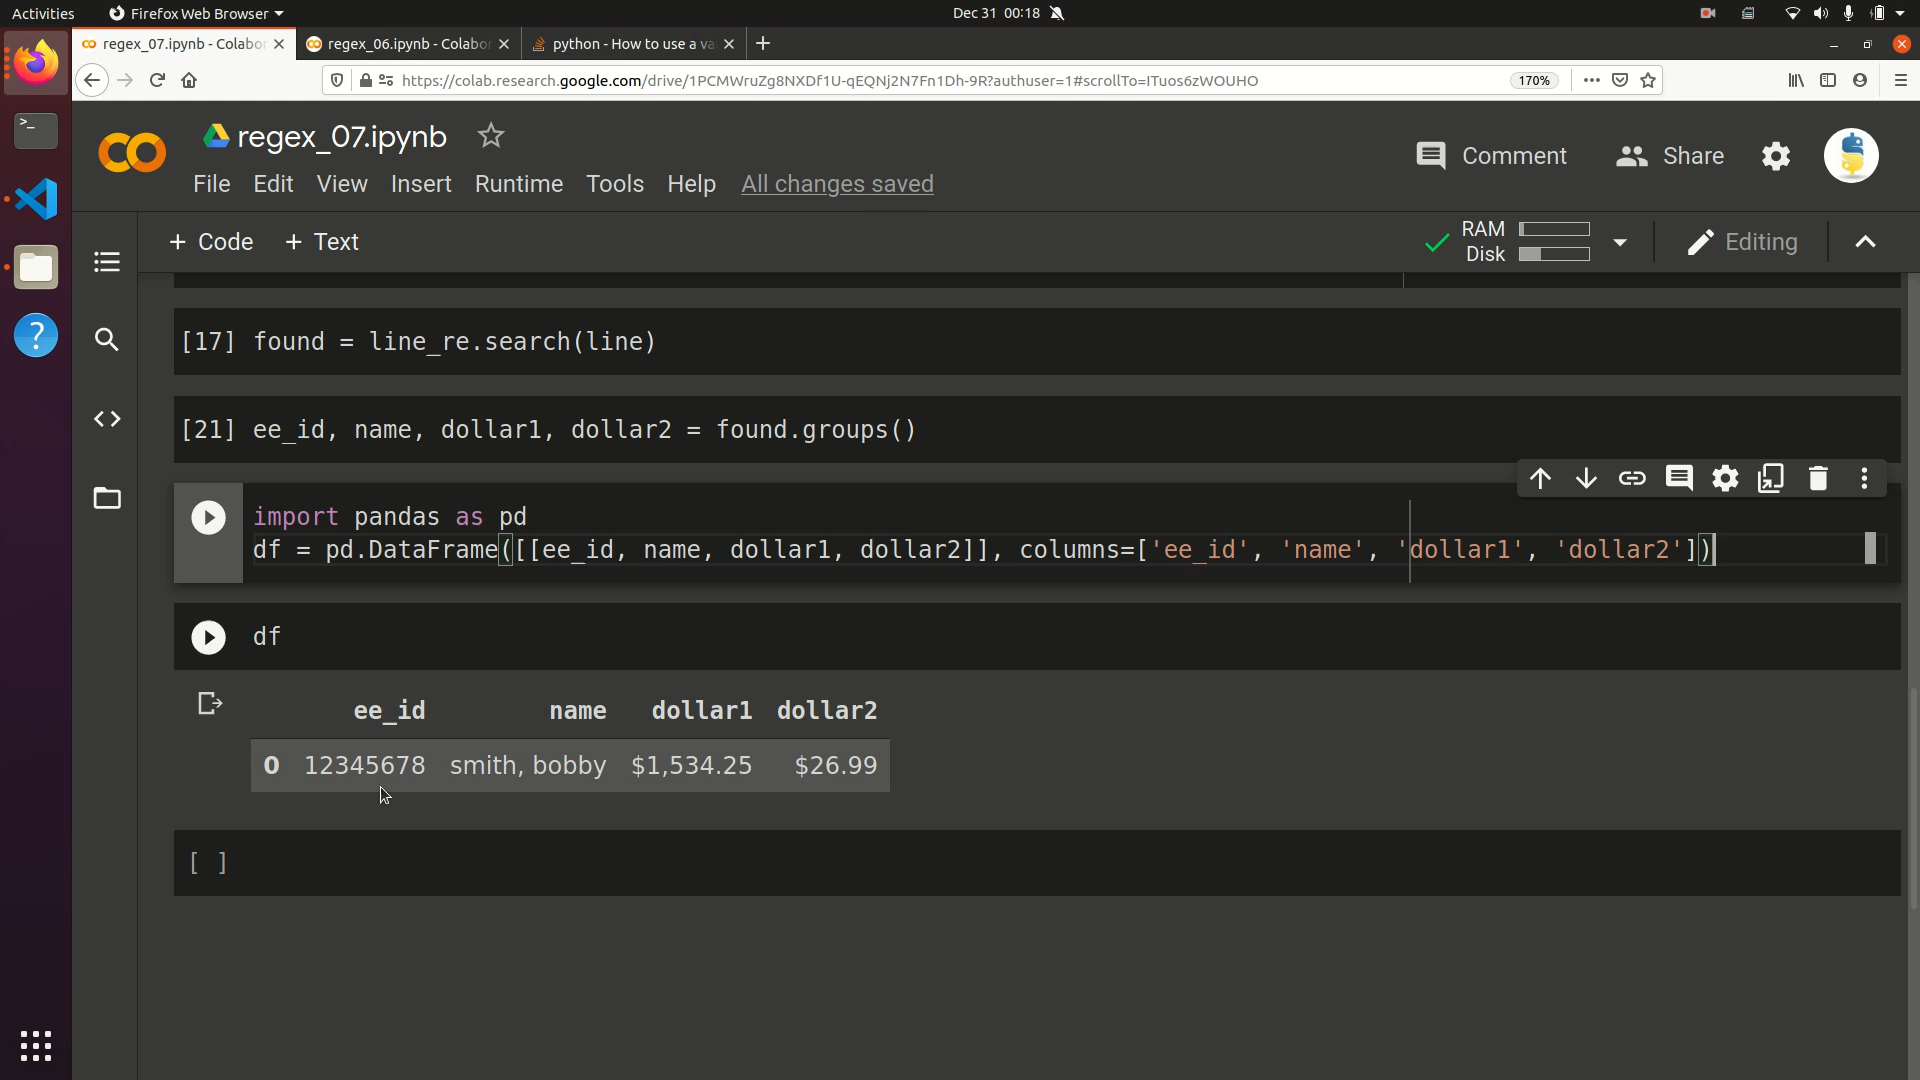 Activities
Firefox Web Browser
Dec 31 00:18
regex_07.ipynb - Colabo
regex_06.ipynb - Colabo
python - How to use a va
https://colab.research.google.com/drive/1PCMWruZg8NXDf1U-qEQNj2N7Fn1Dh-9R?authuser=1#scrollTo=ITuos6zWOUHO
170%
regex_07.ipynb
Comment
Share
File Edit View Insert Runtime Tools Help All changes saved
+ Code + Text
RAM
Disk
Editing
[17] found = line_re.search(line)
[21] ee_id, name, dollar1, dollar2 = found.groups()
import pandas as pd
df = pd.DataFrame([[ee_id, name, dollar1, dollar2]], columns=['ee_id', 'name', 'dollar1', 'dollar2'])
df
ee_id name dollar1 dollar2
0 12345678 smith, bobby $1,534.25 $26.99
[ ]